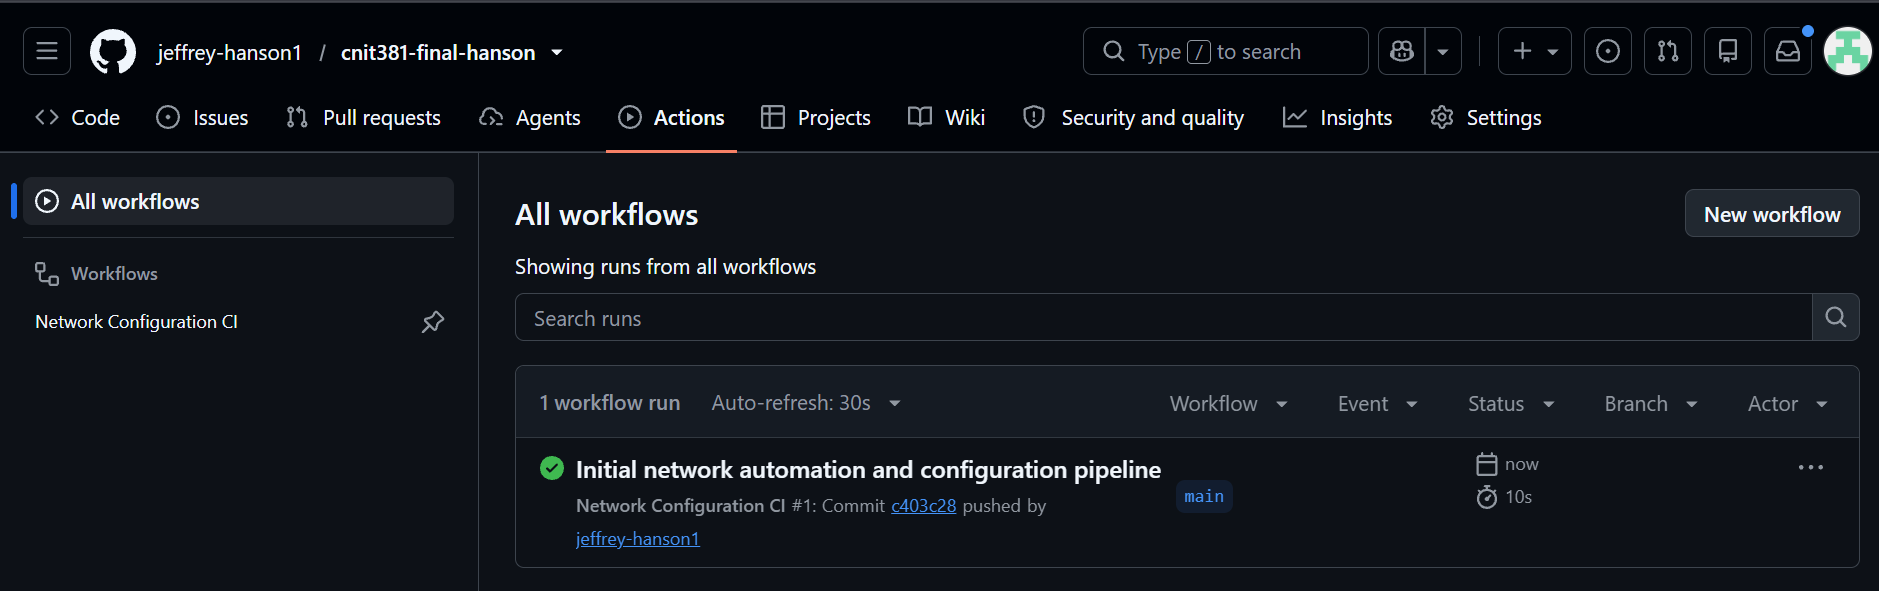 jeffrey-hanson1 / cnit381-final-hanson
Type / to search
Code Issues Pull requests Agents Actions Projects Wiki Security and quality Insights Settings
All workflows
Workflows
Network Configuration CI
All workflows
New workflow
Showing runs from all workflows
Search runs
1 workflow run Auto-refresh: 30s Workflow Event Status Branch Actor
Initial network automation and configuration pipeline
Network Configuration CI #1: Commit c403c28 pushed by
jeffrey-hanson1
main
now
10s